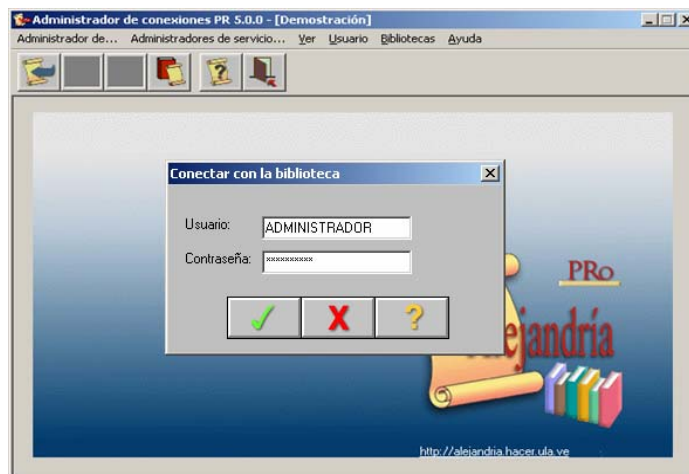 Administrador de conexiones PR 5.0.0 - [Demostración]
Administrador de... Administradores de servicio... Ver Usuario Bibliotecas Ayuda
Conectar con la biblioteca
Usuario: ADMINISTRADOR
Contraseña: **********
PRo
Alejandría
http://alejandria.hacer.ula.ve